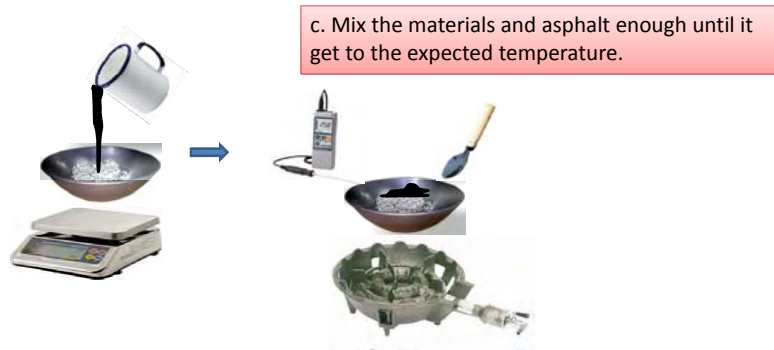 c. Mix the materials and asphalt enough until it
get to the expected temperature.